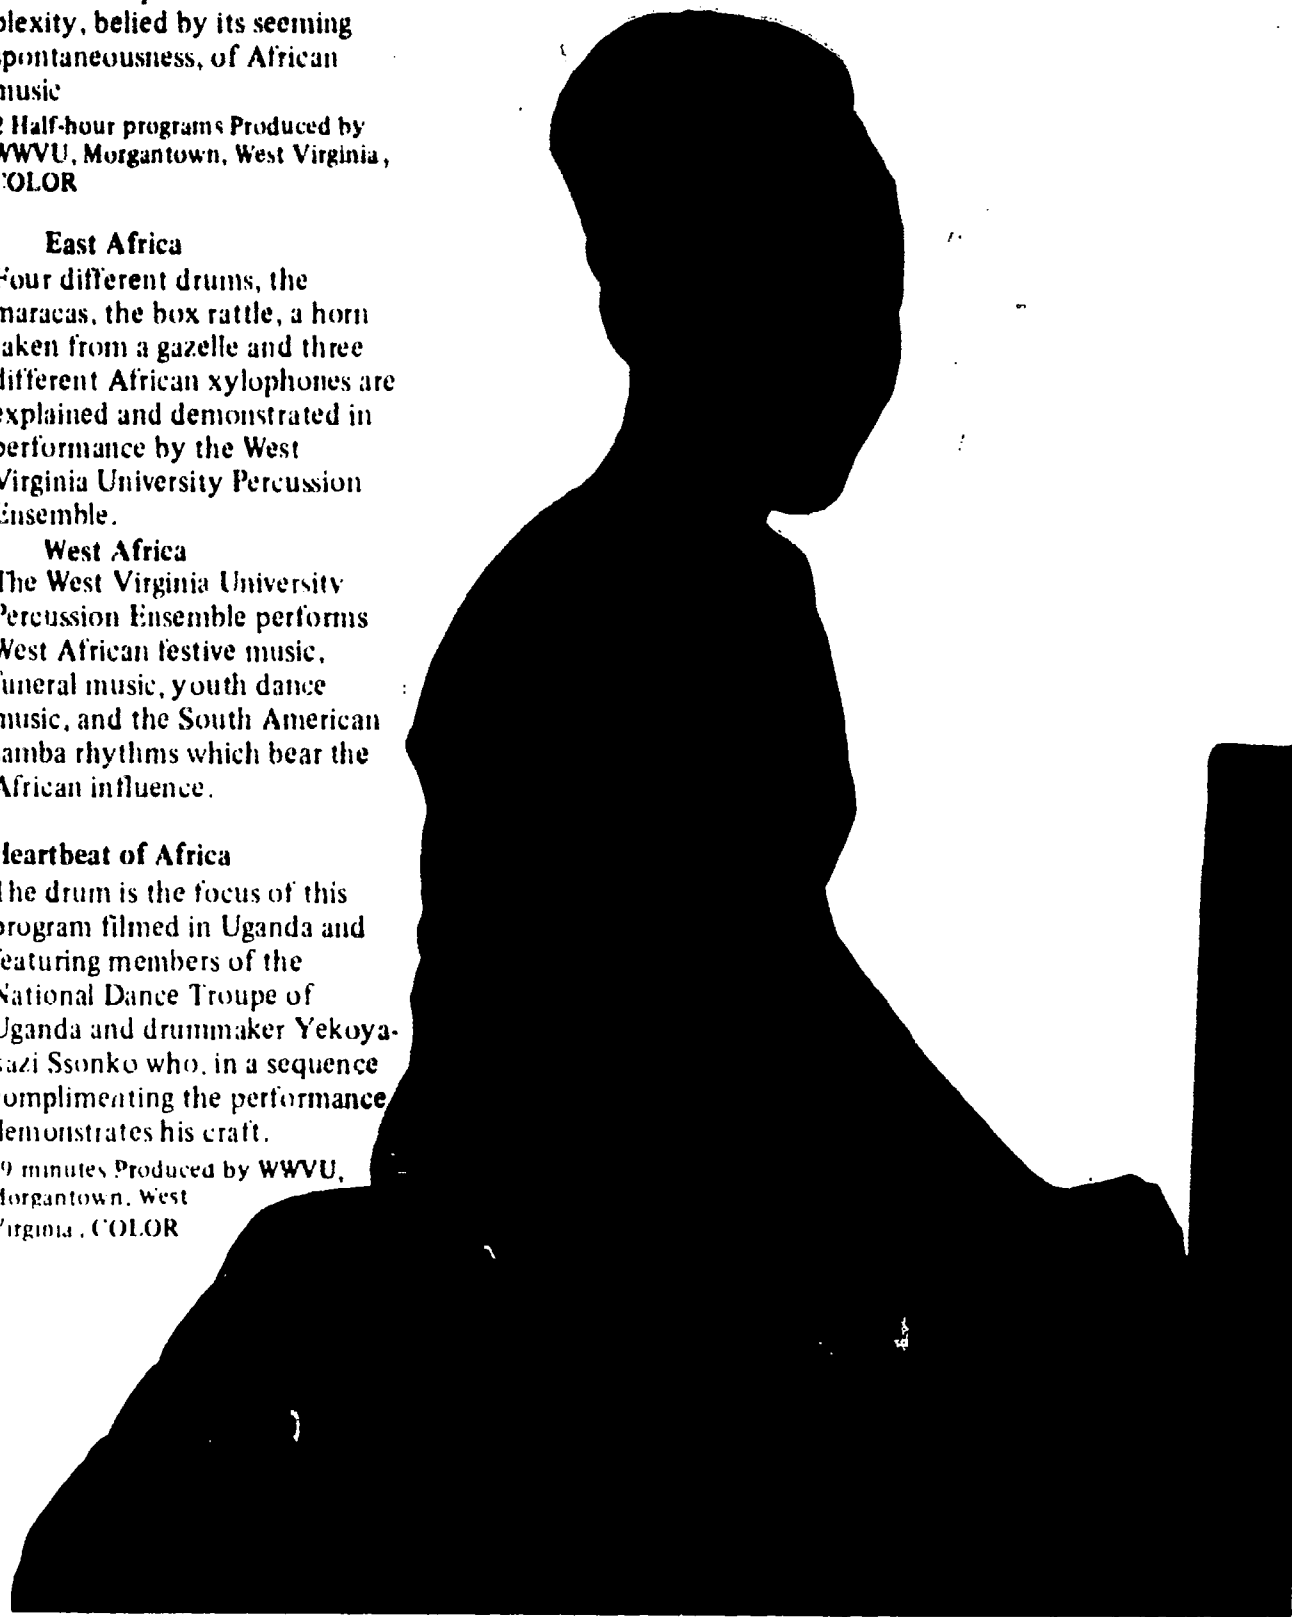 plexity, belied by its seeming
spontaneousness, of African
music
2 Half-hour programs Produced by
WWVU, Morgantown, West Virginia,
COLOR
East Africa
Four different drums, the
maracas, the box rattle, a horn
taken from a gazelle and three
different African xylophones are
explained and demonstrated in
performance by the West
Virginia University Percussion
Ensemble.
West Africa
The West Virginia University
Percussion Ensemble performs
West African festive music,
funeral music, youth dance
music, and the South American
samba rhythms which bear the
African influence.
Heartbeat of Africa
The drum is the focus of this
program filmed in Uganda and
featuring members of the
National Dance Troupe of
Uganda and drummaker Yekoya-
kazi Ssonko who, in a sequence
complimenting the performance
demonstrates his craft.
9 minutes Produced by WWVU,
Morgantown, West
Virginia, COLOR